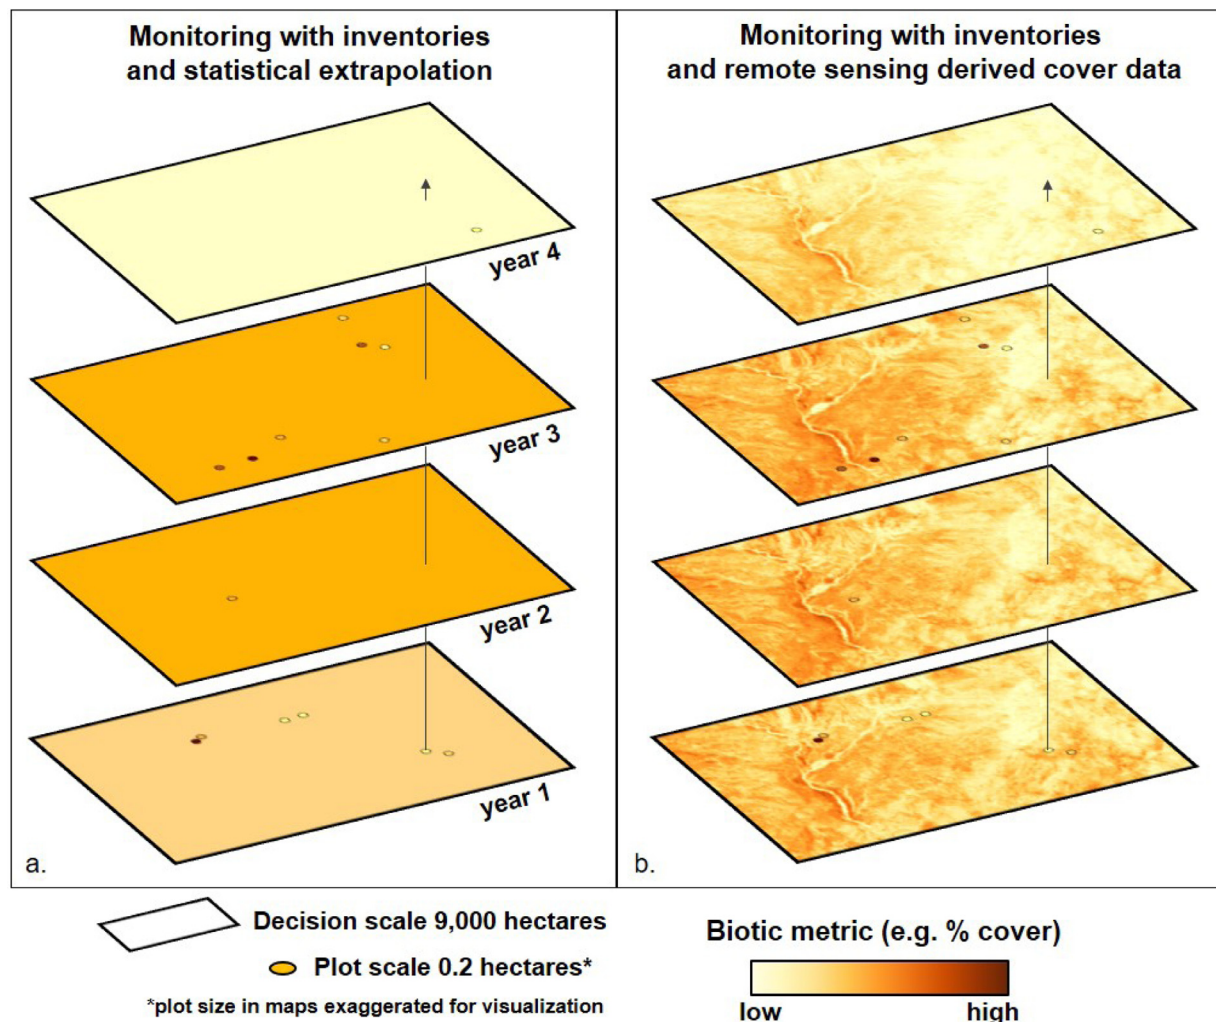 Monitoring with inventories
and statistical extrapolation
Monitoring with inventories
and remote sensing derived cover data
year 4
year 3
year 2
year 1
a.
b.
Decision scale 9,000 hectares
Plot scale 0.2 hectares*
*plot size in maps exaggerated for visualization
Biotic metric (e.g. % cover)
low
high